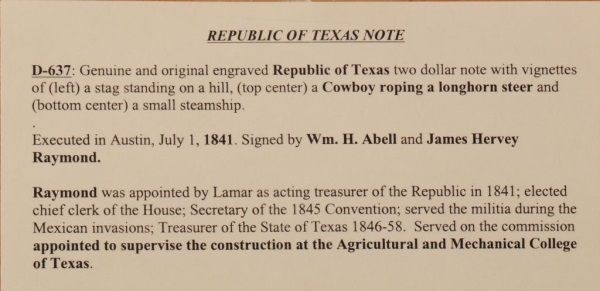 REPUBLIC OF TEXAS NOTE
D-637: Genuine and original engraved Republic of Texas two dollar note with vignettes
of (left) a stag standing on a hill, (top center) a Cowboy roping a longhorn steer and
(bottom center) a small steamship.
.
Executed in Austin, July 1, 1841. Signed by Wm. H. Abell and James Hervey
Raymond.
Raymond was appointed by Lamar as acting treasurer of the Republic in 1841; elected
chief clerk of the House; Secretary of the 1845 Convention; served the militia during the
Mexican invasions; Treasurer of the State of Texas 1846-58. Served on the commission
appointed to supervise the construction at the Agricultural and Mechanical College
of Texas.